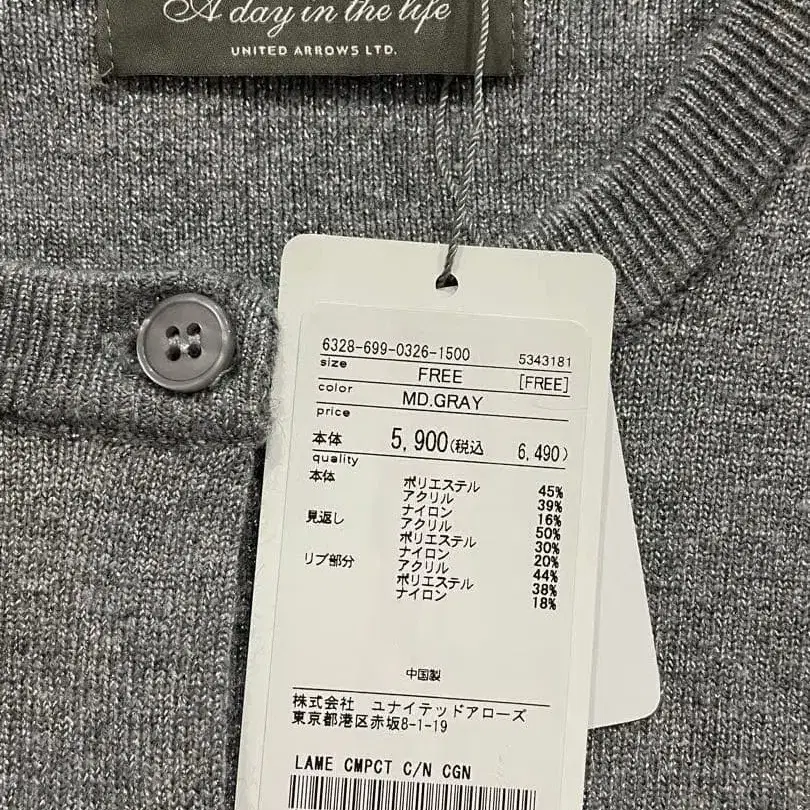 A day in the life
UNITED ARROWS LTD.
6328-699-0326-1500 5343181
size FREE [FREE]
color MD.GRAY
price
本体 5,900(税込 6,490)
quality
本体 ポリエステル 45%
アクリル 39%
ナイロン 16%
見返し アクリル 50%
ポリエステル 30%
ナイロン 20%
リブ部分 アクリル 44%
ポリエステル 38%
ナイロン 18%
中国製
株式会社 ユナイテッドアローズ
東京都港区赤坂8-1-19
LAME CMPCT C/N CGN